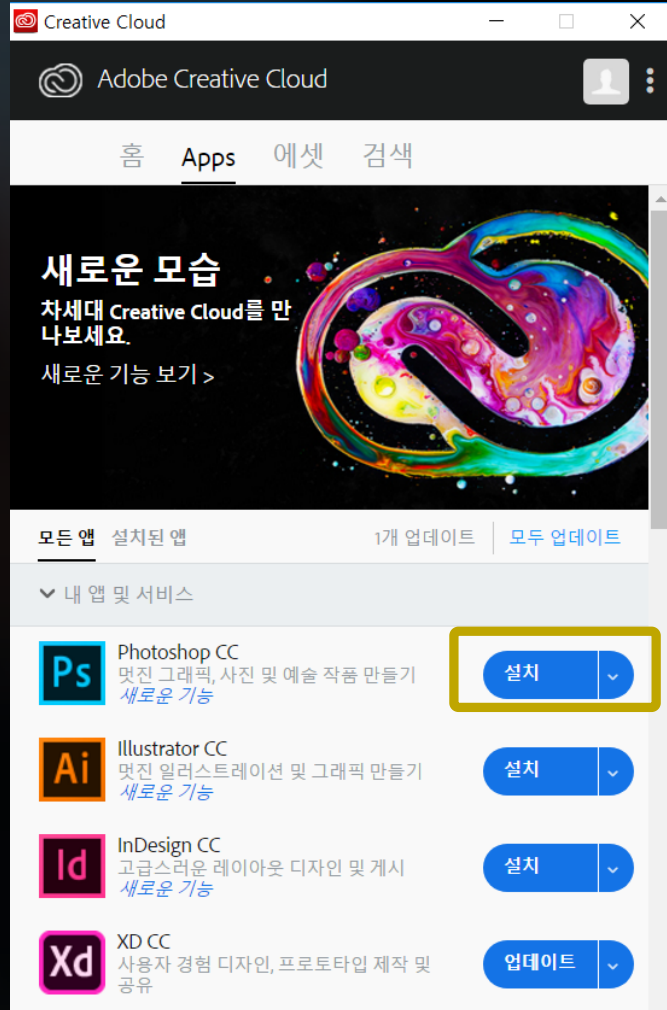 Creative Cloud
Adobe Creative Cloud
홈 Apps 에셋 검색
새로운 모습
차세대 Creative Cloud를 만
나보세요.
새로운 기능 보기 >
모든 앱 설치된 앱 1개 업데이트 모두 업데이트
내 앱 및 서비스
Ps
Photoshop CC
멋진 그래픽, 사진 및 예술 작품 만들기
새로운 기능
설치
Ai
Illustrator CC
멋진 일러스트레이션 및 그래픽 만들기
새로운 기능
설치
Id
InDesign CC
고급스러운 레이아웃 디자인 및 게시
새로운 기능
설치
Xd
XD CC
사용자 경험 디자인, 프로토타입 제작 및
공유
업데이트